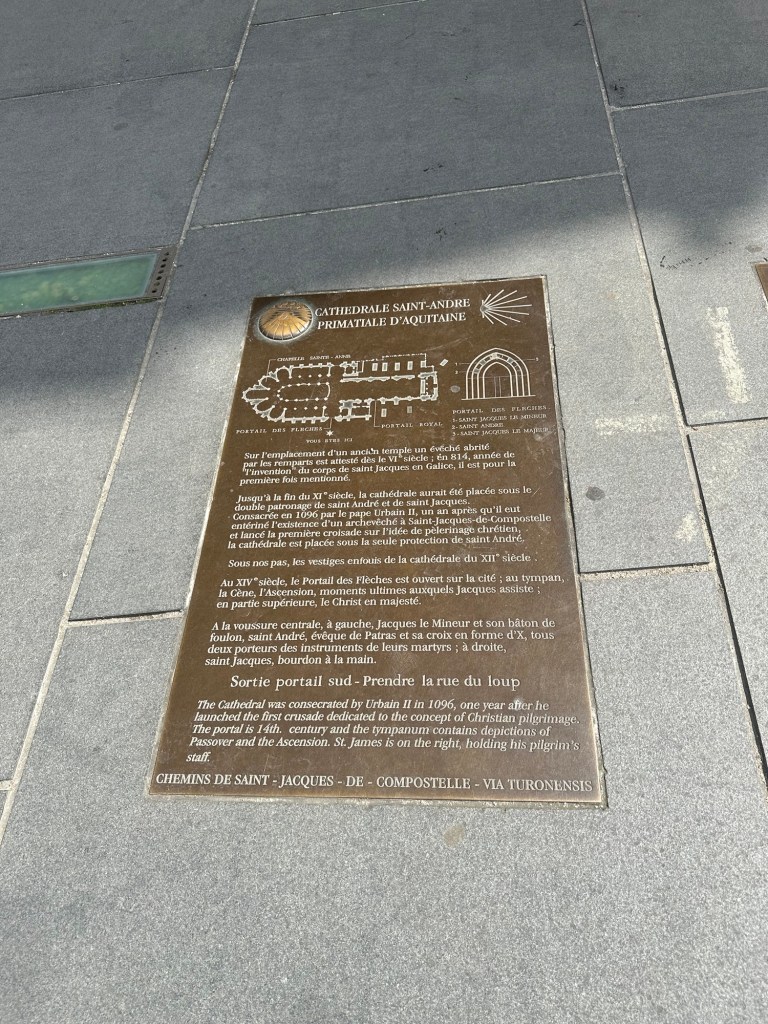 CATHEDRALE SAINT-ANDRE
PRIMATIALE D'AQUITAINE
CHAPELLE SAINTE-ANNE
PORTAIL DES FLECHES
PORTAIL ROYAL
VOUS ETES ICI
1
2
3
PORTAIL DES FLECHES
1-SAINT JACQUES LE MINEUR
2-SAINT ANDRE
3-SAINT JACQUES LE MAJEUR
Sur l'emplacement d'un ancien temple un évêché abrité
par les remparts est attesté dès le VIe siècle ; en 814, année de
"l'invention" du corps de saint Jacques en Galice, il est pour la
première fois mentionné.
Jusqu'à la fin du XIe siècle, la cathédrale aurait été placée sous le
double patronage de saint André et de saint Jacques.
Consacrée en 1096 par le pape Urbain II, un an après qu'il eut
entériné l'existence d'un archevêché à Saint-Jacques-de-Compostelle
et lancé la première croisade sur l'idée de pèlerinage chrétien,
la cathédrale est placée sous la seule protection de saint André.
Sous nos pas, les vestiges enfouis de la cathédrale du XIIe siècle .
Au XIVe siècle, le Portail des Flèches est ouvert sur la cité ; au tympan,
la Cène, l'Ascension, moments ultimes auxquels Jacques assiste ;
en partie supérieure, le Christ en majesté.
A la voussure centrale, à gauche, Jacques le Mineur et son bâton de
foulon, saint André, évêque de Patras et sa croix en forme d'X, tous
deux porteurs des instruments de leurs martyrs ; à droite,
saint Jacques, bourdon à la main.
Sortie portail sud - Prendre la rue du loup
The Cathedral was consecrated by Urbain II in 1096, one year after he
launched the first crusade dedicated to the concept of Christian pilgrimage.
The portal is 14th. century and the tympanum contains depictions of
Passover and the Ascension. St. James is on the right, holding his pilgrim's
staff.
CHEMINS DE SAINT - JACQUES - DE - COMPOSTELLE - VIA TURONENSIS